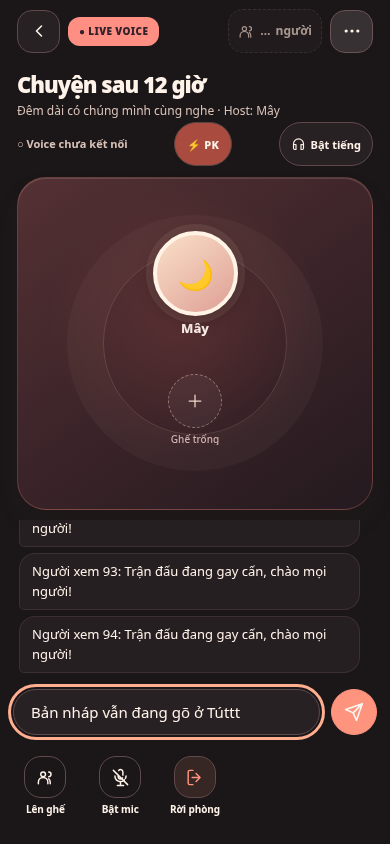 LIVE VOICE
... người
Chuyện sau 12 giờ
Đêm dài có chúng mình cùng nghe · Host: Mây
Voice chưa kết nối
⚡ PK
Bật tiếng
Mây
Ghế trống
người!
Người xem 93: Trận đấu đang gay cấn, chào mọi
người!
Người xem 94: Trận đấu đang gay cấn, chào mọi
người!
Bản nháp vẫn đang gõ ở Túttt
Lên ghế
Bật mic
Rời phòng